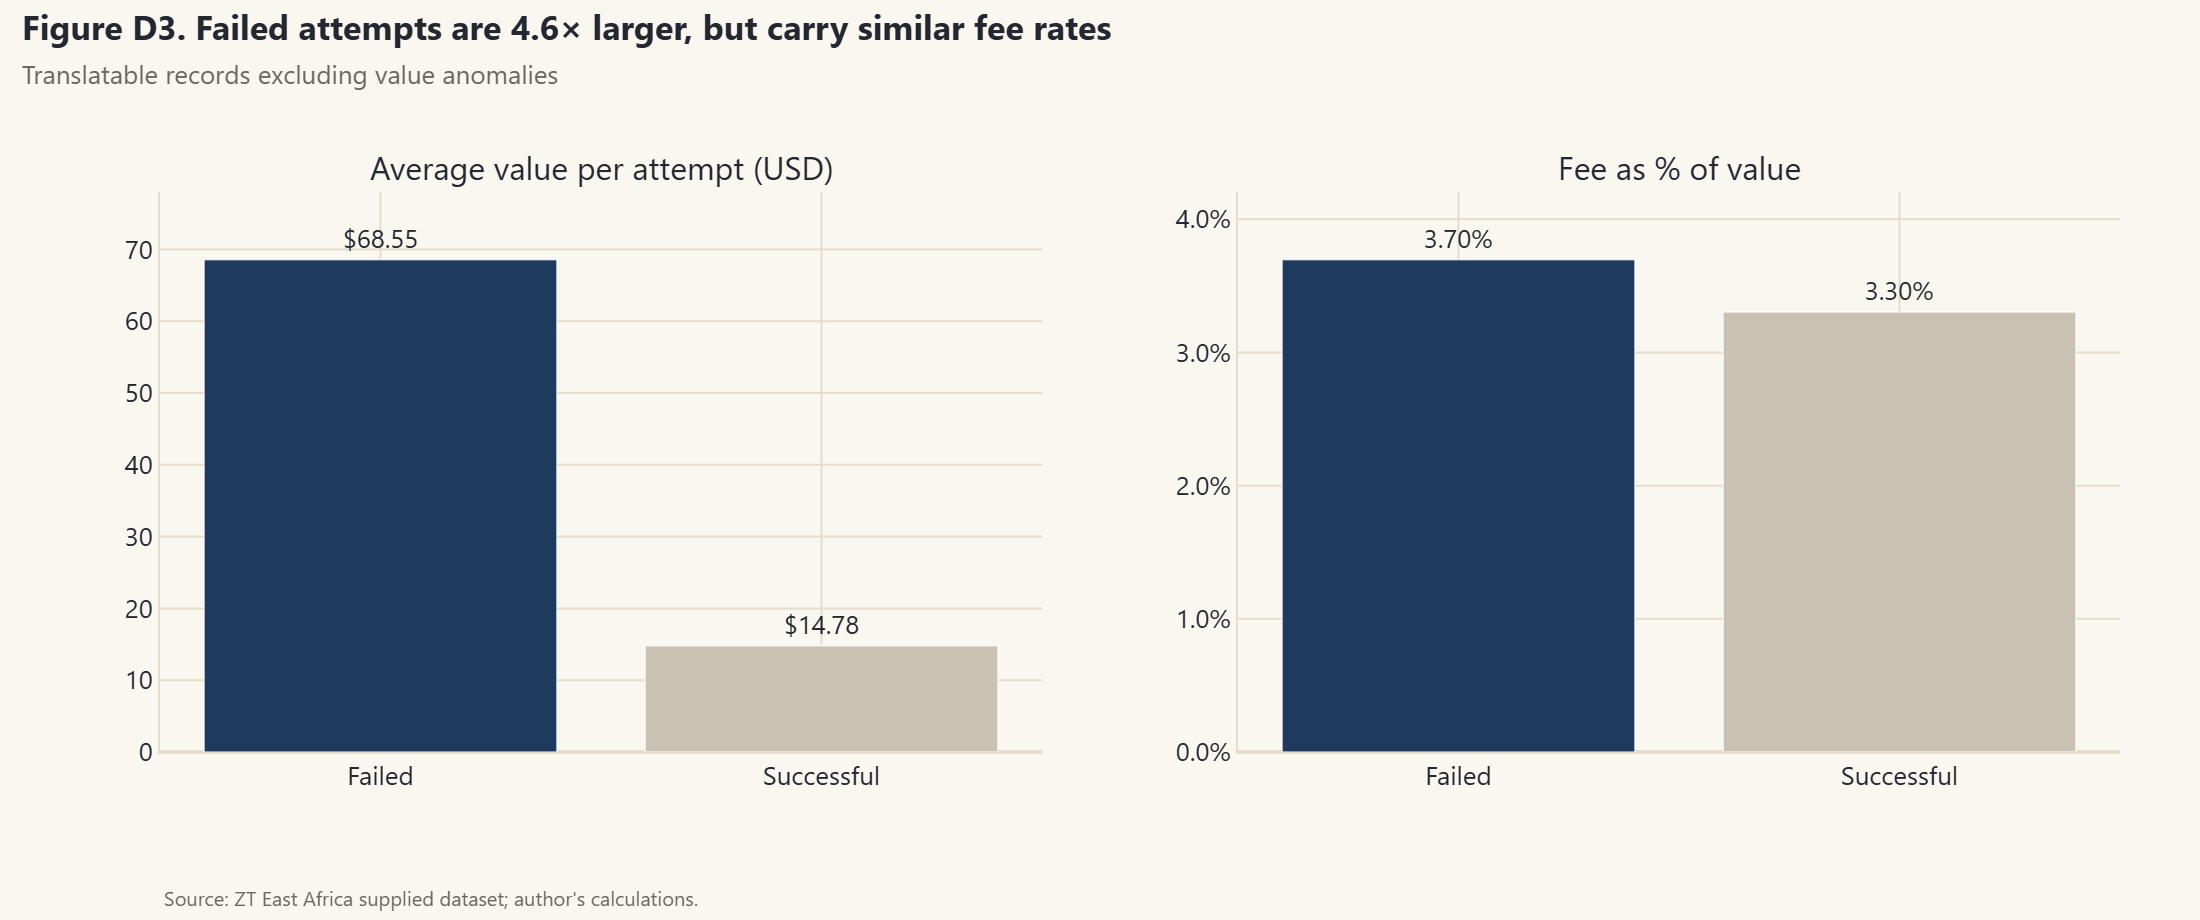 Figure D3. Failed attempts are 4.6× larger, but carry similar fee rates
Translatable records excluding value anomalies
Average value per attempt (USD)
70
60
50
40
30
20
10
0
$68.55
$14.78
Failed
Successful
Fee as % of value
4.0%
3.0%
2.0%
1.0%
0.0%
3.70%
3.30%
Failed
Successful
Source: ZT East Africa supplied dataset; author's calculations.